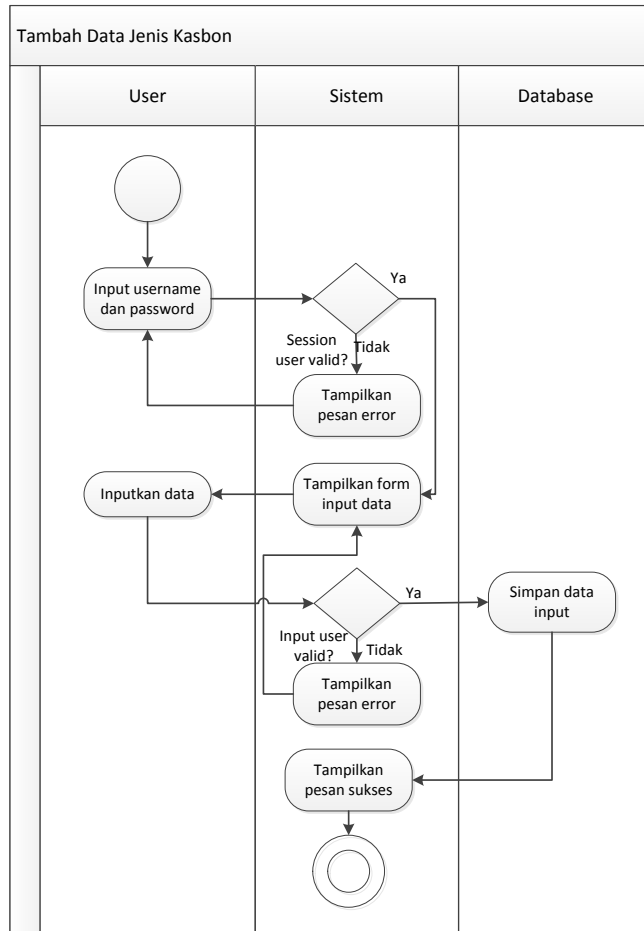 Tambah Data Jenis Kasbon
User
Sistem
Database
Input username
dan password
Ya
Session
user valid?
Tidak
Tampilkan
pesan error
Inputkan data
Tampilkan form
input data
Ya
Simpan data
input
Input user
valid?
Tidak
Tampilkan
pesan error
Tampilkan
pesan sukses